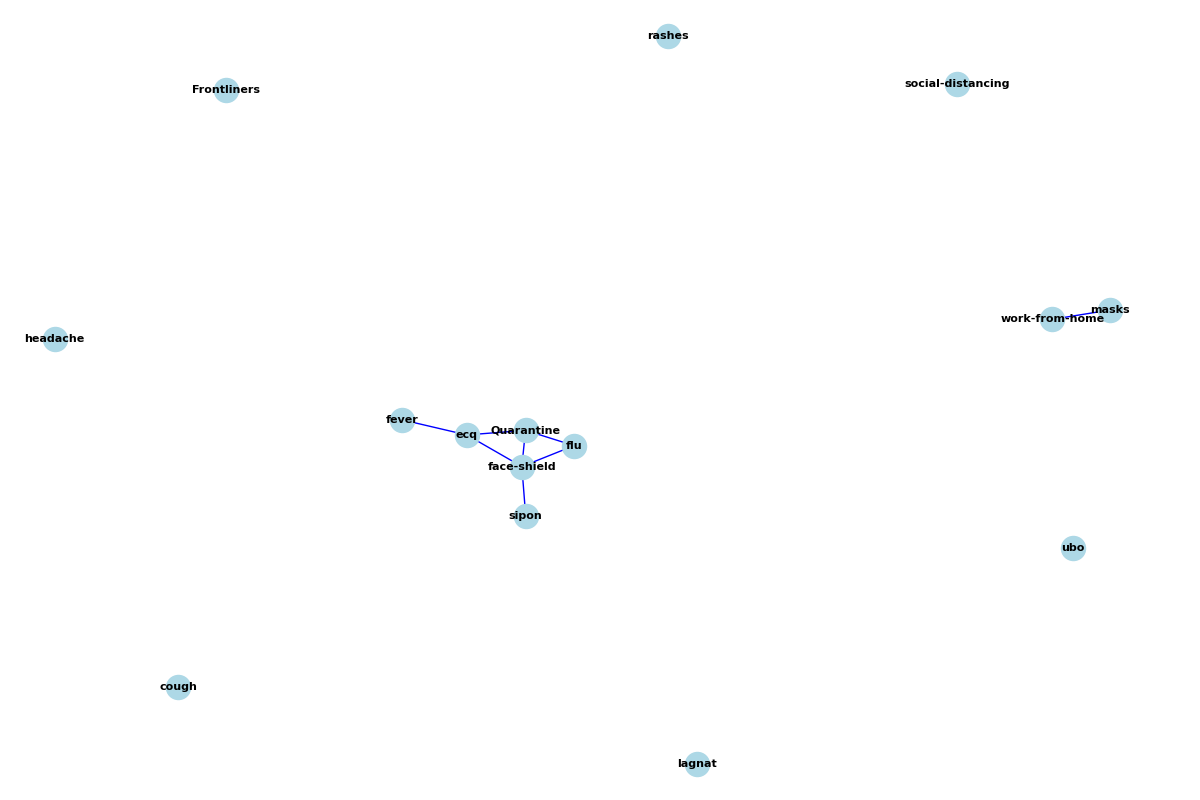 rashes
social-distancing
Frontliners
masks
work-from-home
headache
fever
Quarantine
ecq
flu
face-shield
sipon
ubo
cough
lagnat